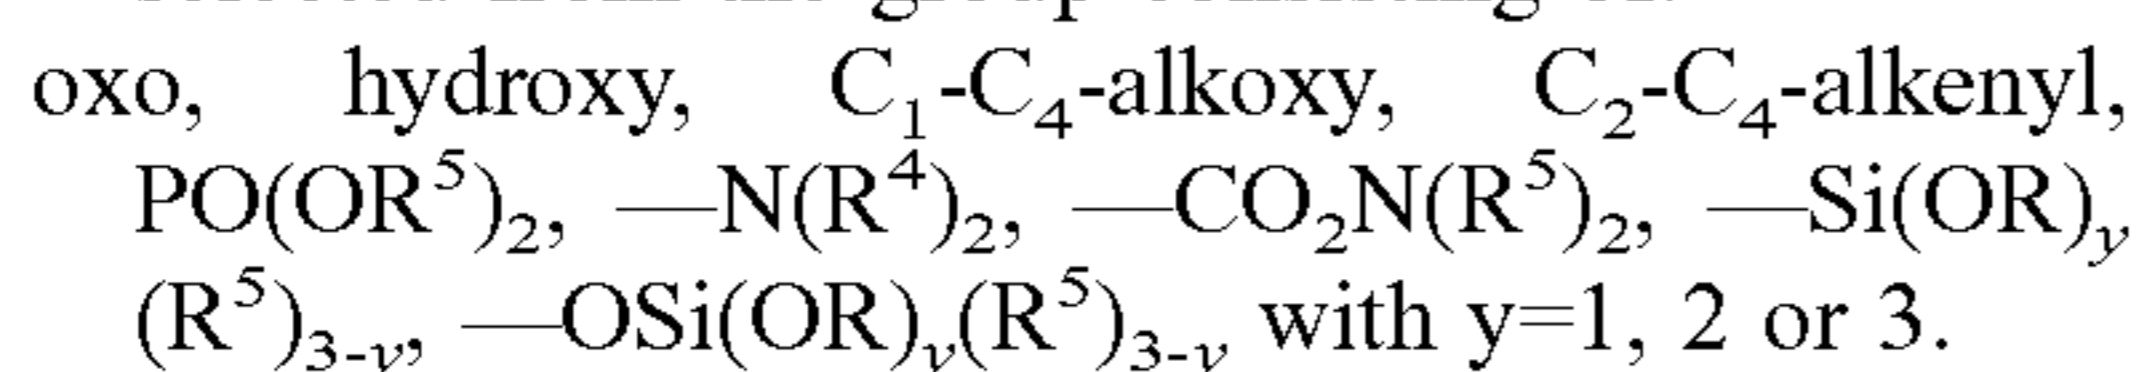 oxo, hydroxy, C₁-C₄-alkoxy, C₂-C₄-alkenyl,
PO(OR⁵)₂, —N(R⁴)₂, —CO₂N(R⁵)₂, —Si(OR)y
(R⁵)3-y, —OSi(OR)y(R⁵)3-y with y=1, 2 or 3.